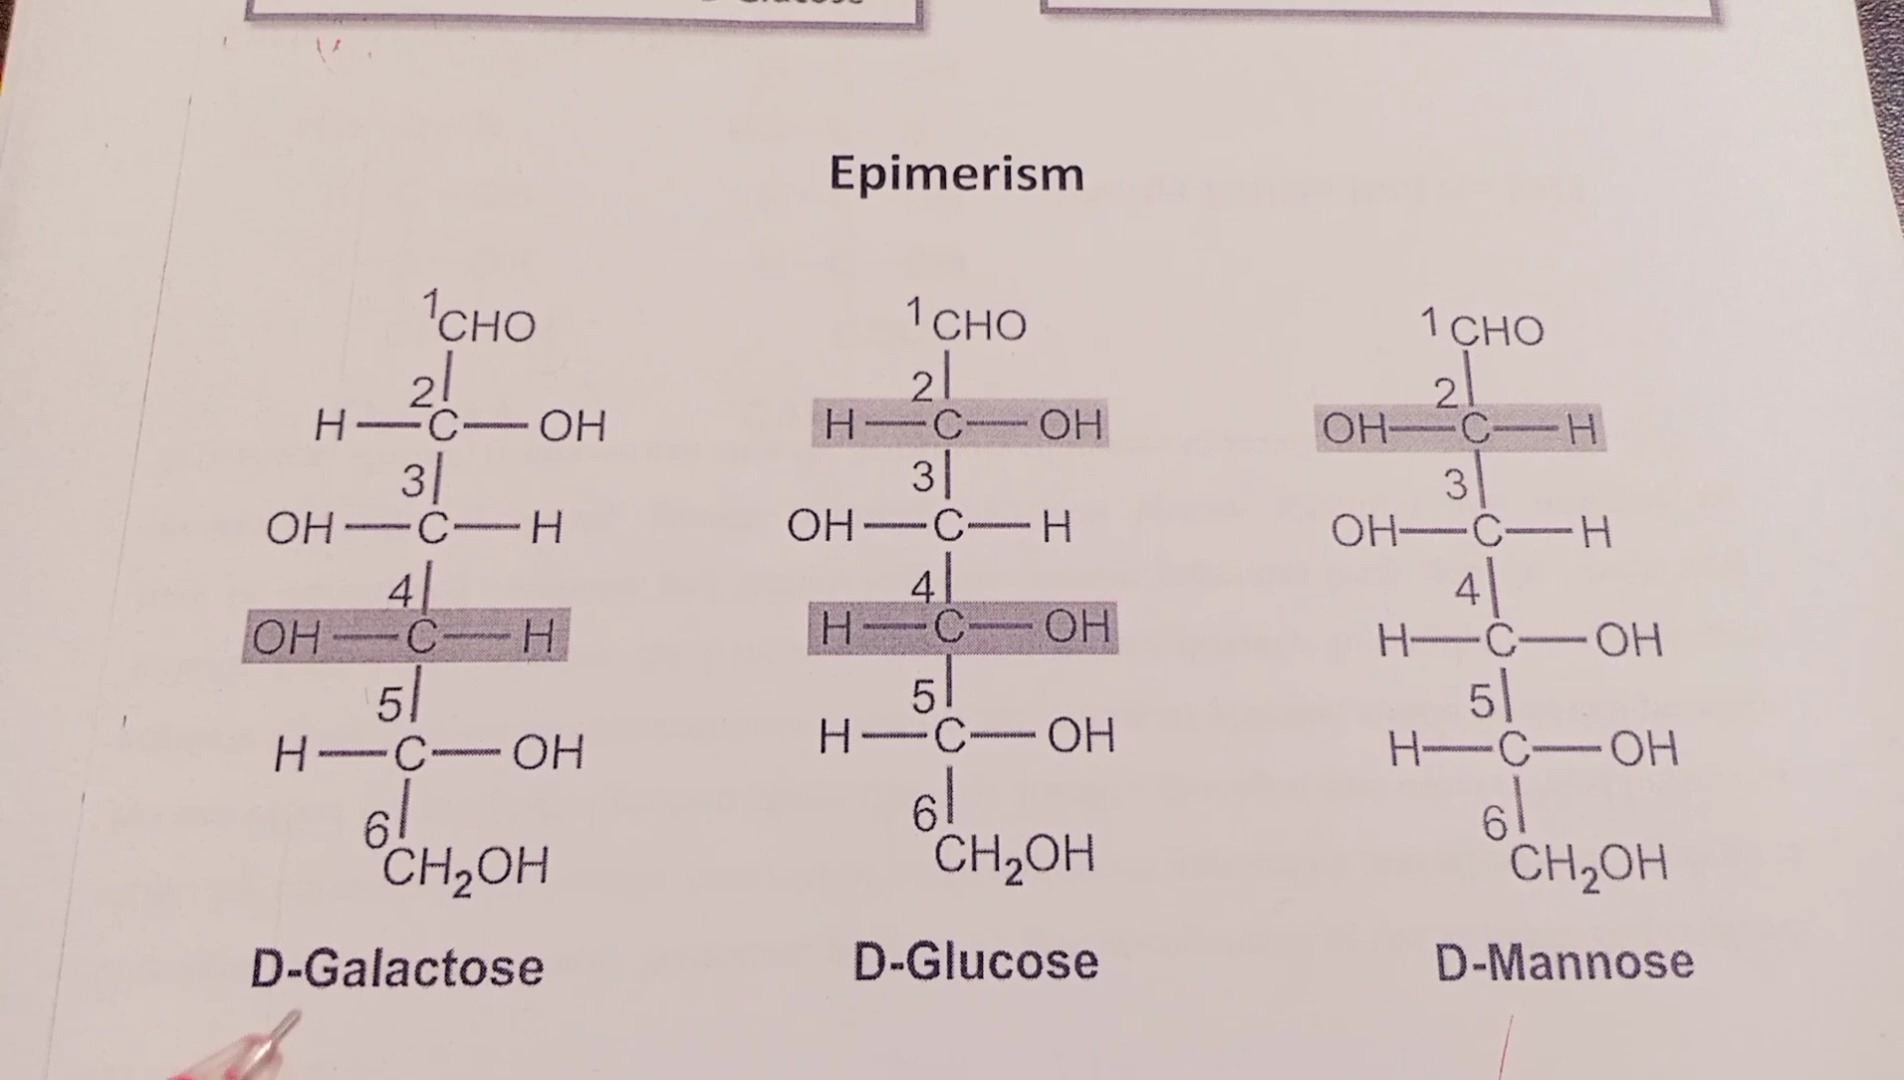 Epimerism
1CHO 1CHO 1CHO
2 2 2
H—C—OH H—C—OH OH—C—H
3 3 3
OH—C—H OH—C—H OH—C—H
4 4 4
OH—C—H H—C—OH H—C—OH
5 5 5
H—C—OH H—C—OH H—C—OH
6 6 6
CH₂OH CH₂OH CH₂OH
D-Galactose D-Glucose D-Mannose